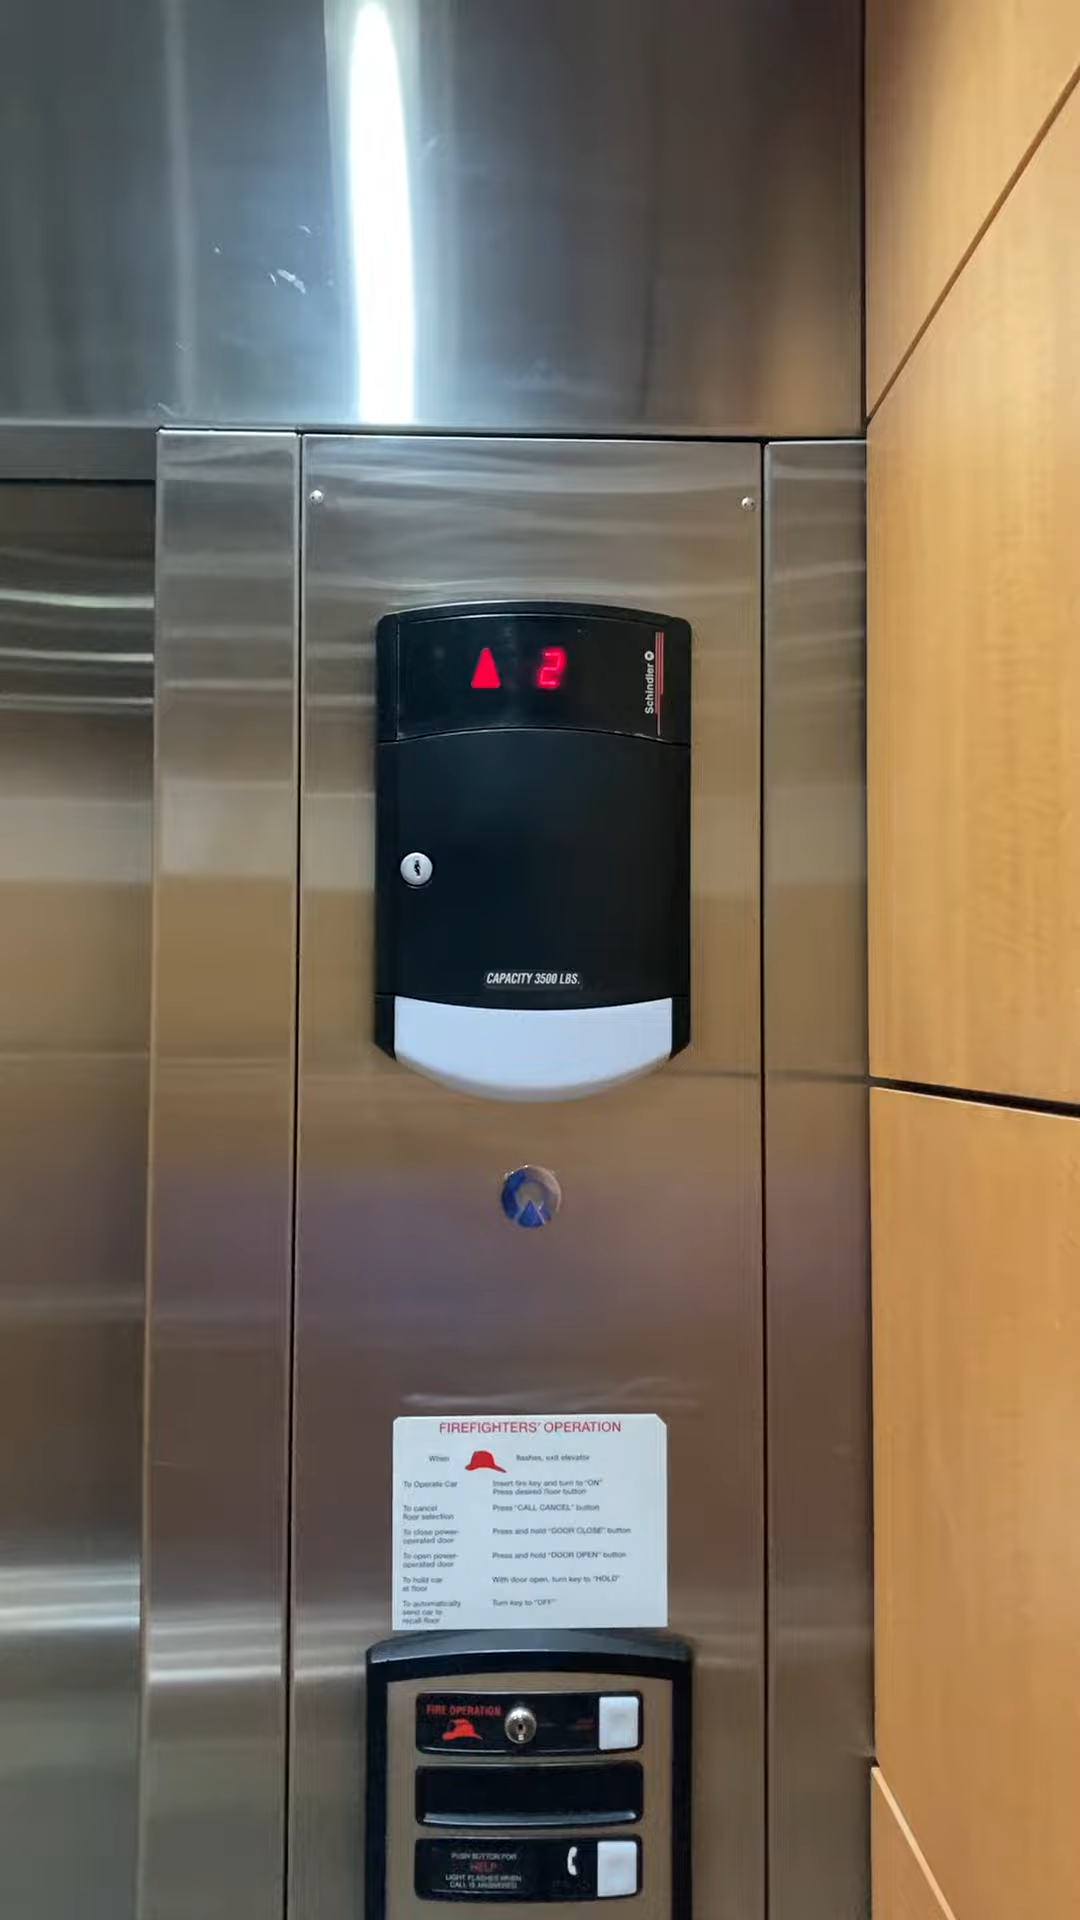 2
Schindler
CAPACITY 3500 LBS.
FIREFIGHTERS' OPERATION
When flashes, exit elevator
To Operate Car Insert fire key and turn to "ON"
Press desired floor button
To cancel Press "CALL CANCEL" button
floor selection
To close power- Press and hold "DOOR CLOSE" button
operated door
To open power- Press and hold "DOOR OPEN" button
operated door
To hold car With door open, turn key to "HOLD"
at floor
To automatically Turn key to "OFF"
send car to
recall floor
FIRE OPERATION
PUSH BUTTON FOR
HELP
LIGHT FLASHES WHEN
CALL IS ANSWERED